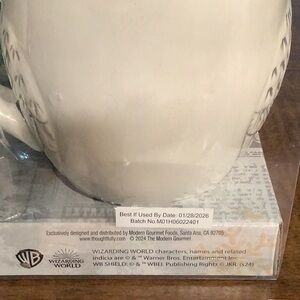 Best If Used By Date: 01/28/2026
Batch No.M01H06022401
Exclusively designed and distributed by Modern Gourmet Foods, Santa Ana, CA 92705
www.thoughtfully.com © 2024 The Modern Gourmet
WB
WIZARDING
WORLD
WIZARDING WORLD characters, names and related
indicia are © & ™ Warner Bros. Entertainment Inc.
WB SHIELD: © & ™ WBEI. Publishing Rights © JKR. (s24)